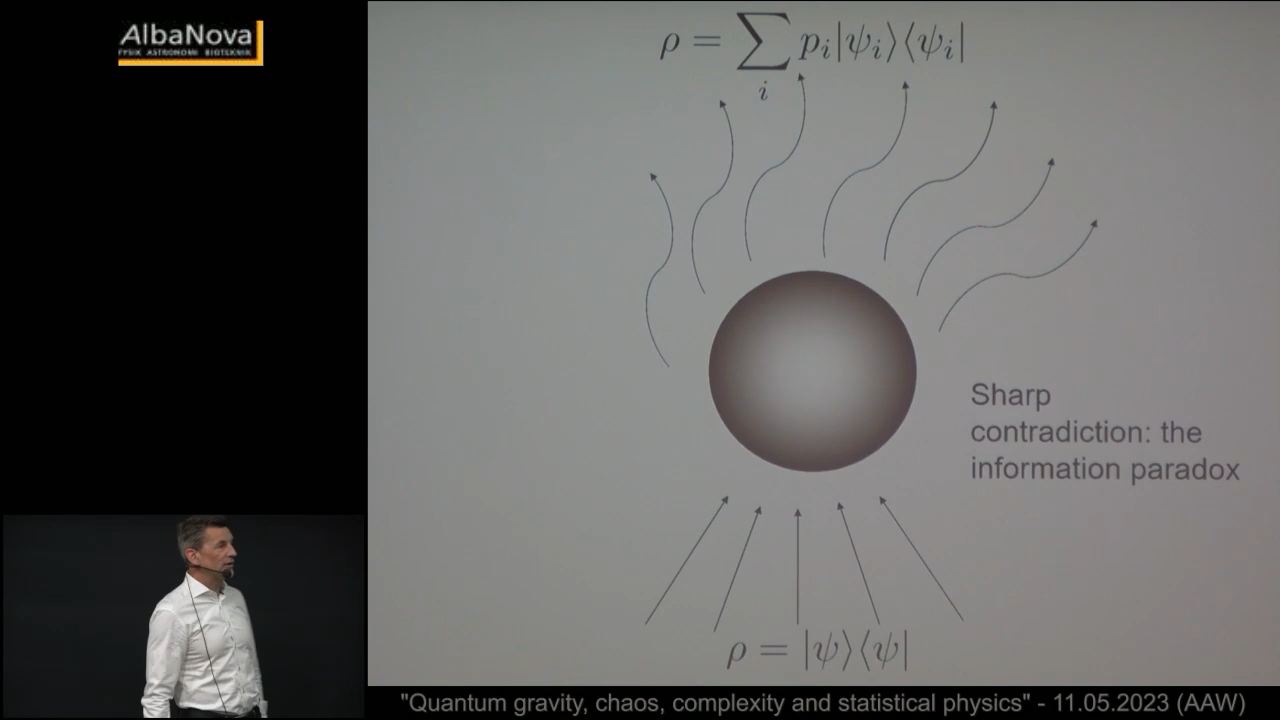 AlbaNova
FYSIK ASTRONOMI BIOTEKNIK
ρ = ∑ᵢ pᵢ|ψᵢ⟩⟨ψᵢ|
Sharp
contradiction: the
information paradox
ρ = |ψ⟩⟨ψ|
"Quantum gravity, chaos, complexity and statistical physics" - 11.05.2023 (AAW)